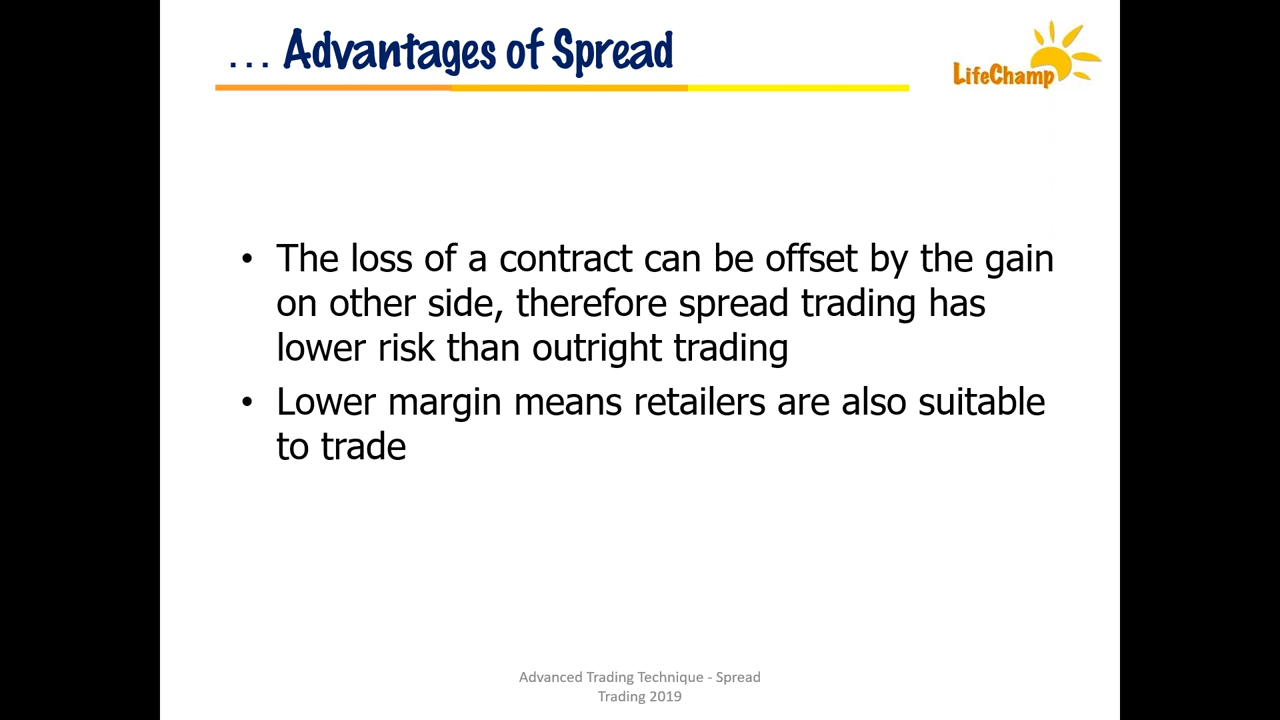 ... Advantages of Spread
LifeChamp
• The loss of a contract can be offset by the gain
on other side, therefore spread trading has
lower risk than outright trading
• Lower margin means retailers are also suitable
to trade
Advanced Trading Technique - Spread
Trading 2019